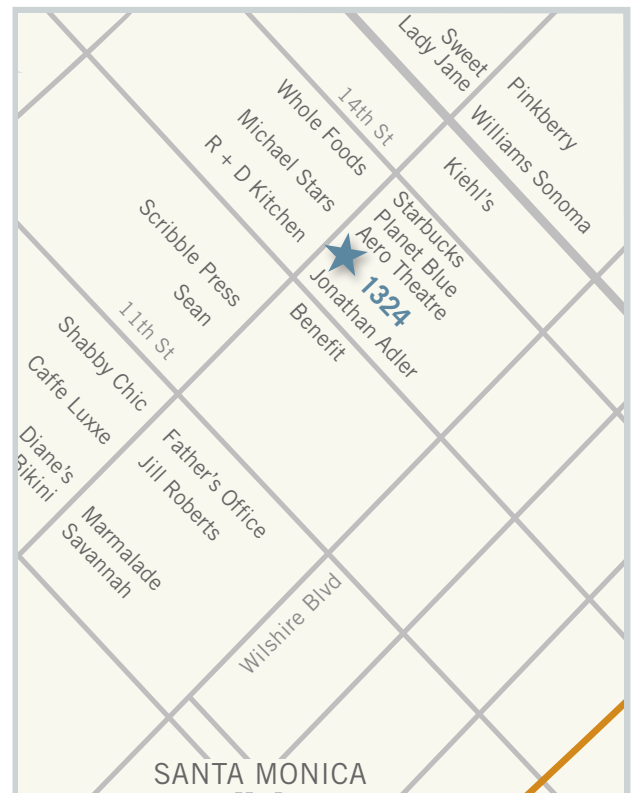 Sweet
Lady Jane
Pinkberry
14th St
Whole Foods
Williams Sonoma
Michael Stars
Kiehl's
R + D Kitchen
Starbucks
Planet Blue
Aero Theatre
Scribble Press
1324
Jonathan Adler
Sean
Benefit
11th St
Shabby Chic
Caffe Luxxe
Diane's
Bikini
Father's Office
Jill Roberts
Marmalade
Savannah
Wilshire Blvd
SANTA MONICA